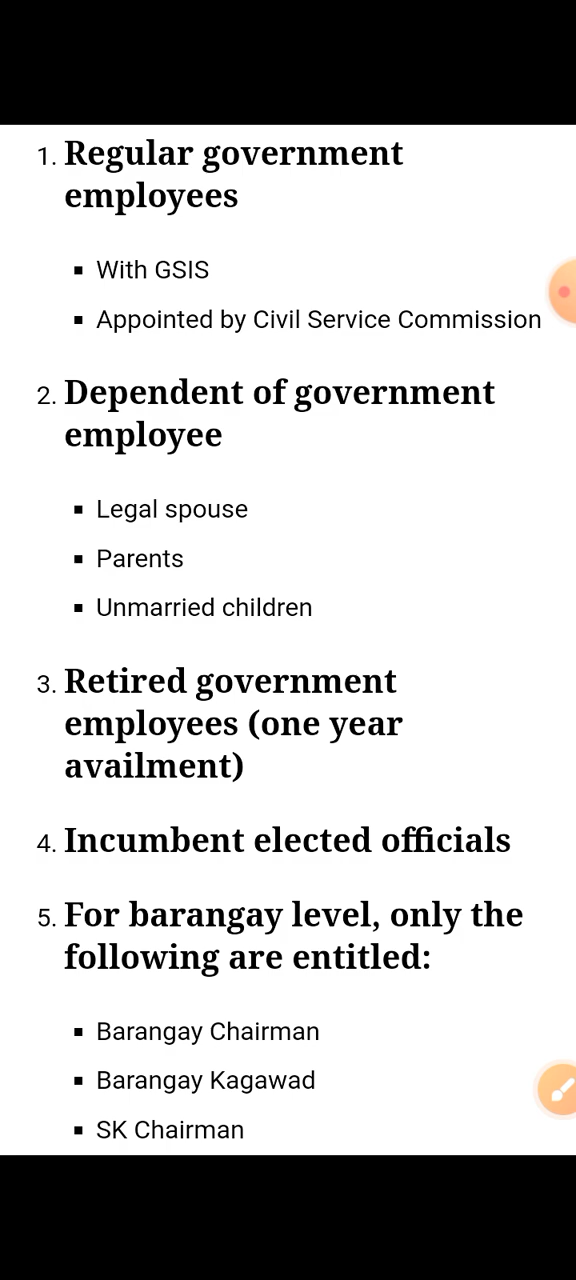 1. Regular government
employees
▪ With GSIS
▪ Appointed by Civil Service Commission
2. Dependent of government
employee
▪ Legal spouse
▪ Parents
▪ Unmarried children
3. Retired government
employees (one year
availment)
4. Incumbent elected officials
5. For barangay level, only the
following are entitled:
▪ Barangay Chairman
▪ Barangay Kagawad
▪ SK Chairman